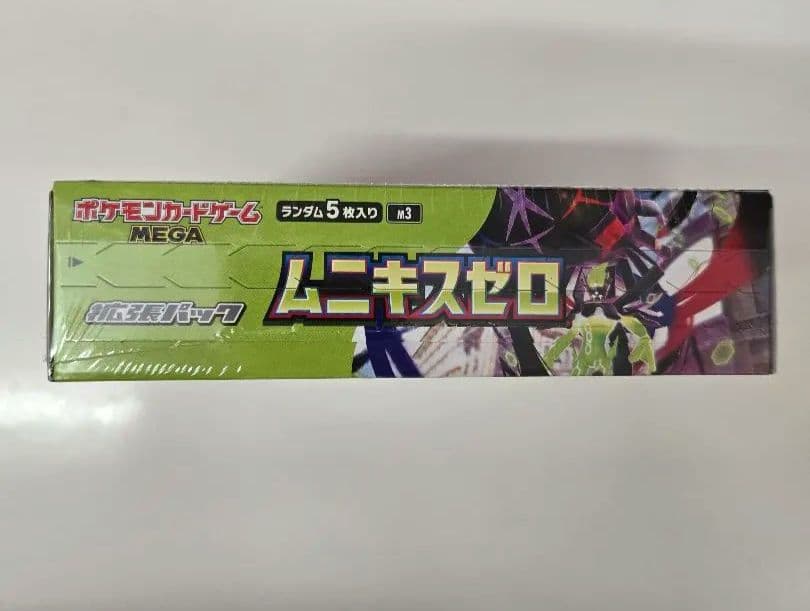 ポケモンカードゲーム
MEGA
ランダム5枚入り M3
ムニキスゼロ
拡張パック